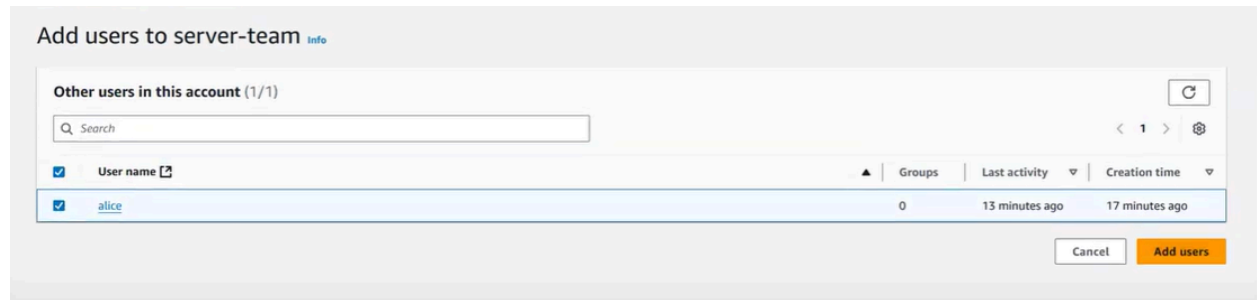 Add users to server-team Info
Other users in this account (1/1)
Search
1
User name Groups Last activity Creation time
alice 0 13 minutes ago 17 minutes ago
Cancel Add users